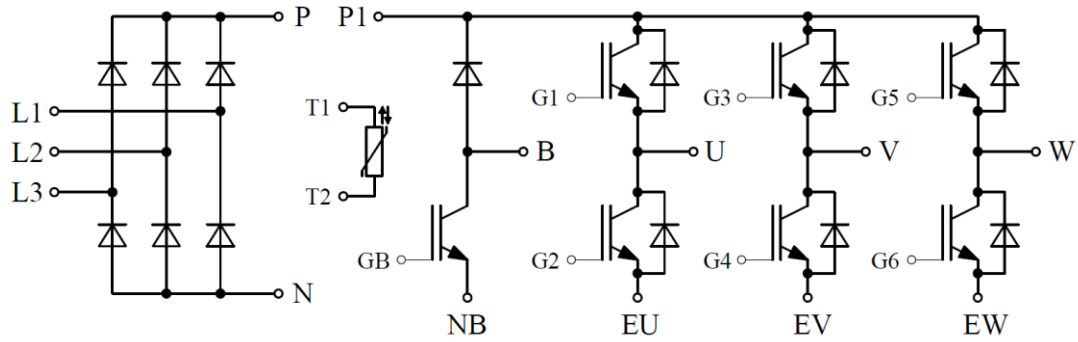 P P1
G1 G3 G5
L1 T1
L2 B U V W
L3 T2
GB G2 G4 G6
N
NB EU EV EW